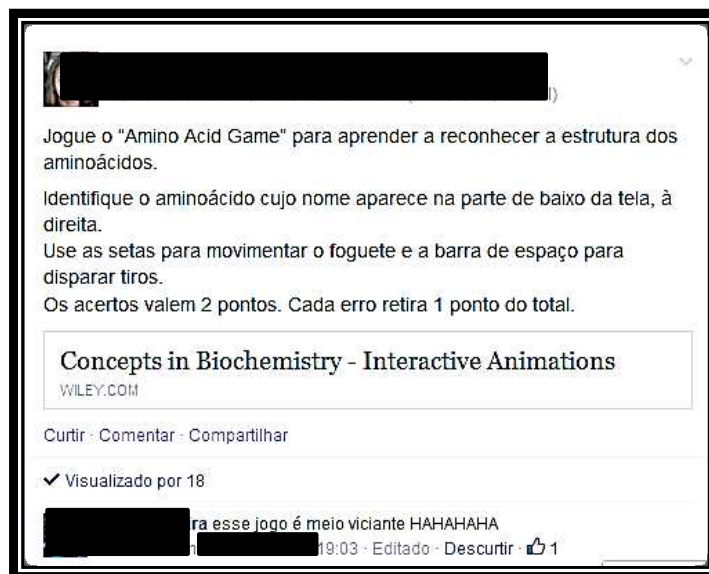 Jogue o "Amino Acid Game" para aprender a reconhecer a estrutura dos
aminoácidos.
Identifique o aminoácido cujo nome aparece na parte de baixo da tela, à
direita.
Use as setas para movimentar o foguete e a barra de espaço para
disparar tiros.
Os acertos valem 2 pontos. Cada erro retira 1 ponto do total.
Concepts in Biochemistry - Interactive Animations
WILEY.COM
Curtir · Comentar · Compartilhar
Visualizado por 18
esse jogo é meio viciante HAHAHAHA
19:03 · Editado · Descurtir · 1